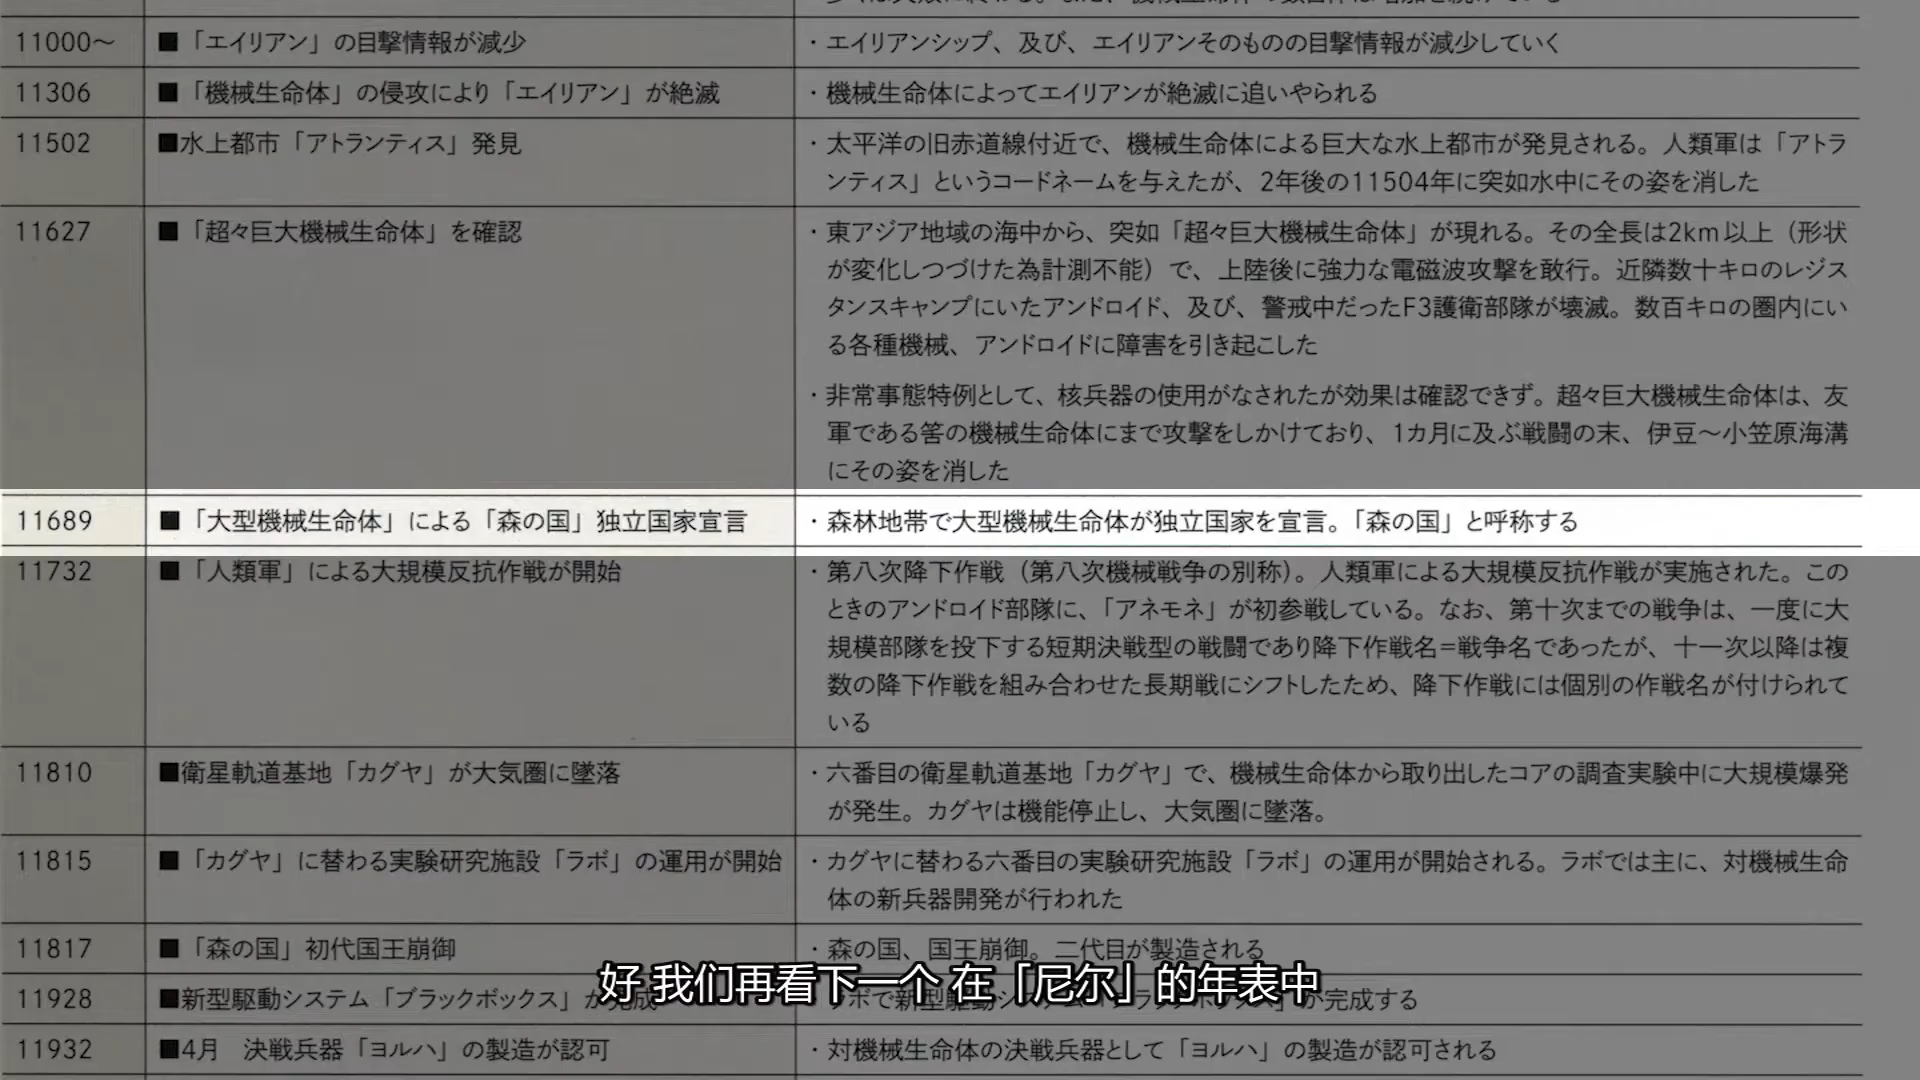 11000～ ■「エイリアン」の目撃情報が減少 ・エイリアンシップ、及び、エイリアンそのものの目撃情報が減少していく
11306 ■「機械生命体」の侵攻により「エイリアン」が絶滅 ・機械生命体によってエイリアンが絶滅に追いやられる
11502 ■水上都市「アトランティス」発見 ・太平洋の旧赤道線付近で、機械生命体による巨大な水上都市が発見される。人類軍は「アトラ
ンティス」というコードネームを与えたが、2年後の11504年に突如水中にその姿を消した
11627 ■「超々巨大機械生命体」を確認 ・東アジア地域の海中から、突如「超々巨大機械生命体」が現れる。その全長は2km以上（形状
が変化しつづけた為計測不能）で、上陸後に強力な電磁波攻撃を敢行。近隣数十キロのレジス
タンスキャンプにいたアンドロイド、及び、警戒中だったF3護衛部隊が壊滅。数百キロの圏内にい
る各種機械、アンドロイドに障害を引き起こした
・非常事態特例として、核兵器の使用がなされたが効果は確認できず。超々巨大機械生命体は、友
軍である筈の機械生命体にまで攻撃をしかけており、1カ月に及ぶ戦闘の末、伊豆～小笠原海溝
にその姿を消した
11689 ■「大型機械生命体」による「森の国」独立国家宣言 ・森林地帯で大型機械生命体が独立国家を宣言。「森の国」と呼称する
11732 ■「人類軍」による大規模反抗作戦が開始 ・第八次降下作戦（第八次機械戦争の別称）。人類軍による大規模反抗作戦が実施された。この
ときのアンドロイド部隊に、「アネモネ」が初参戦している。なお、第十次までの戦争は、一度に大
規模部隊を投下する短期決戦型の戦闘であり降下作戦名=戦争名であったが、十一次以降は複
数の降下作戦を組み合わせた長期戦にシフトしたため、降下作戦には個別の作戦名が付けられて
いる
11810 ■衛星軌道基地「カグヤ」が大気圏に墜落 ・六番目の衛星軌道基地「カグヤ」で、機械生命体から取り出したコアの調査実験中に大規模爆発
が発生。カグヤは機能停止し、大気圏に墜落。
11815 ■「カグヤ」に替わる実験研究施設「ラボ」の運用が開始 ・カグヤに替わる六番目の実験研究施設「ラボ」の運用が開始される。ラボでは主に、対機械生命
体の新兵器開発が行われた
11817 ■「森の国」初代国王崩御 ・森の国、国王崩御。二代目が製造される
好 我们再看下一个 在「尼尔」的年表中
11928 ■新型駆動システム「ブラックボックス」が完成 ラボで新型駆動システム が完成する
11932 ■4月 決戦兵器「ヨルハ」の製造が認可 ・対機械生命体の決戦兵器として「ヨルハ」の製造が認可される